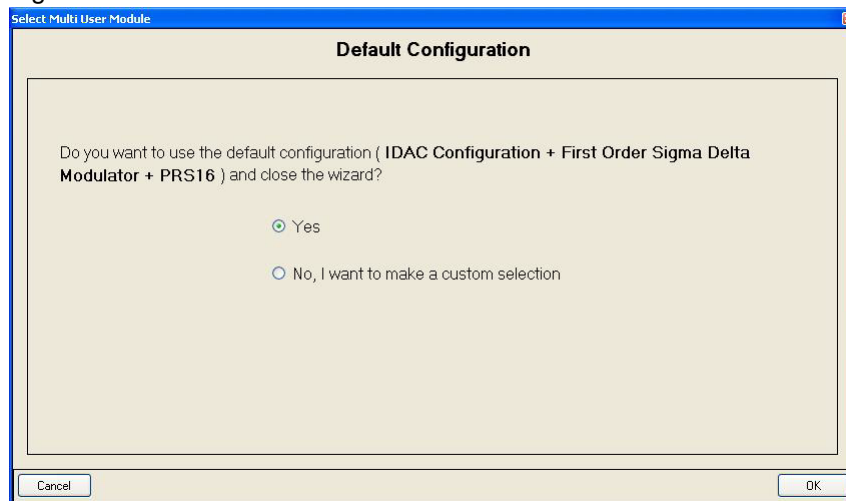 Select Multi User Module
Default Configuration
Do you want to use the default configuration ( IDAC Configuration + First Order Sigma Delta
Modulator + PRS16 ) and close the wizard?
Yes
No, I want to make a custom selection
Cancel
OK